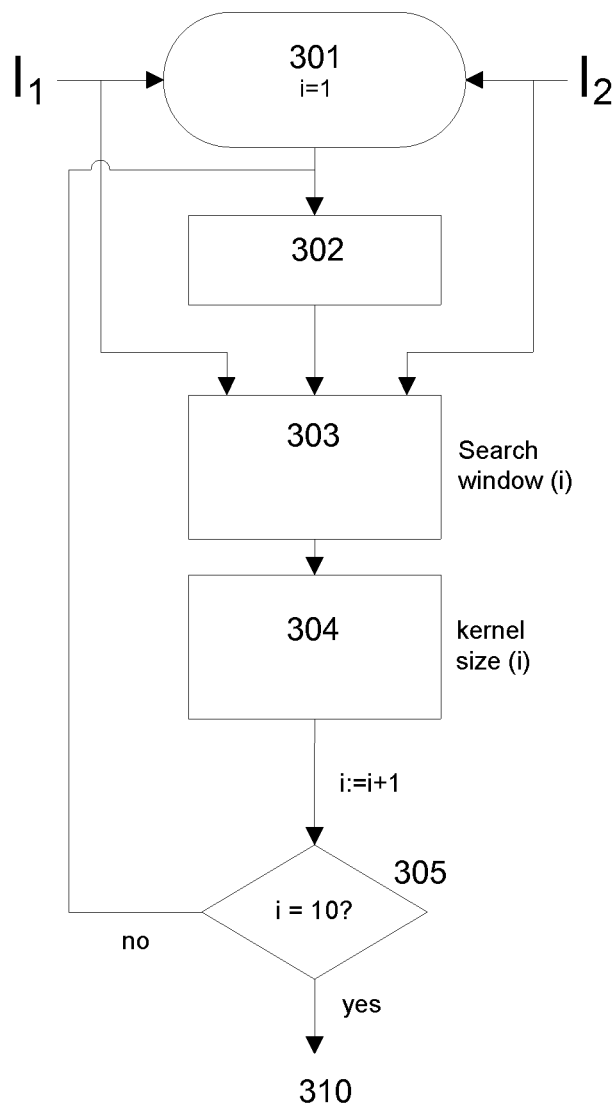 I1
301
i=1
I2
302
303
Search
window (i)
304
kernel
size (i)
i:=i+1
305
i = 10?
no
yes
310